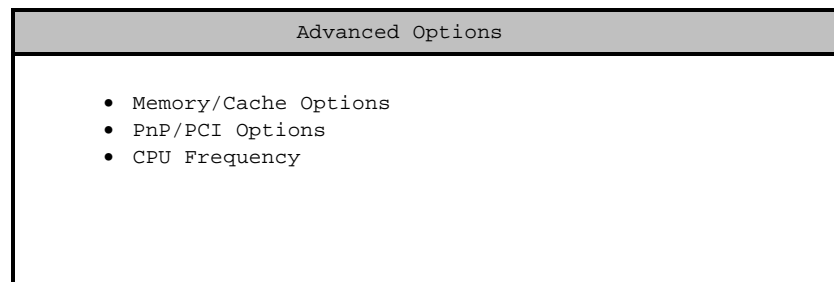 Advanced Options
• Memory/Cache Options
• PnP/PCI Options
• CPU Frequency